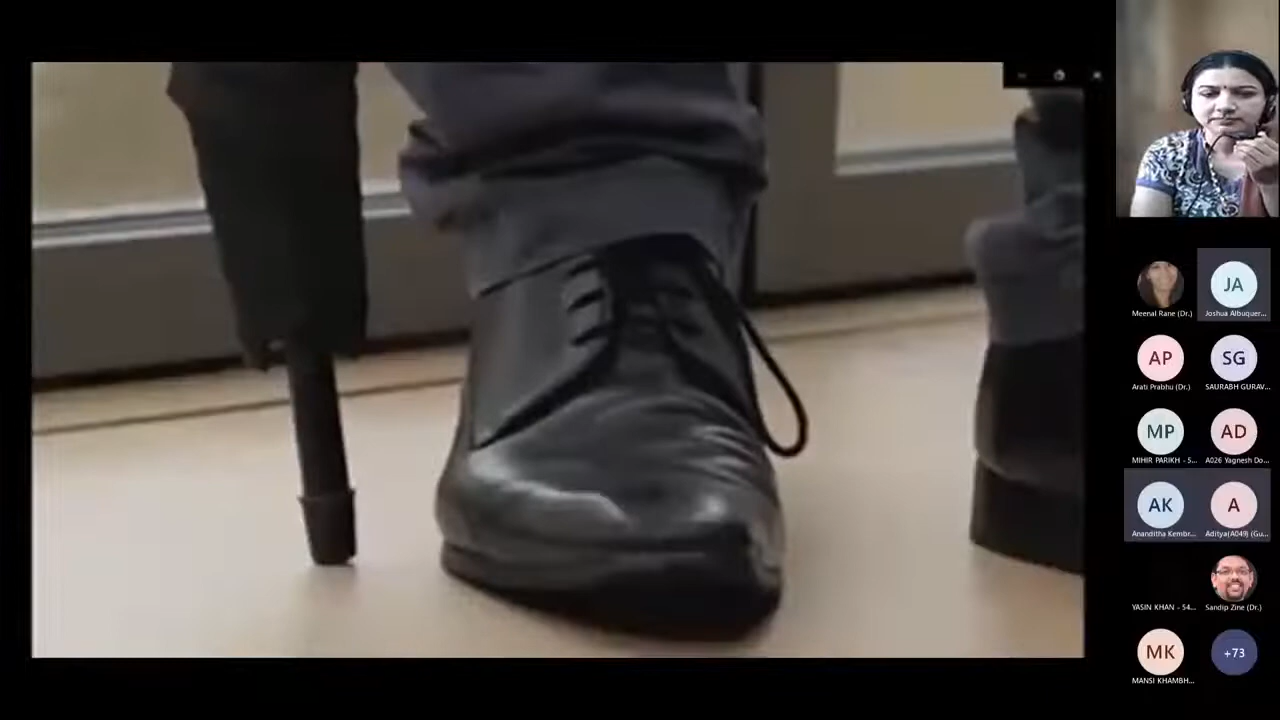 Meenal Rane (Dr.)
JA
Joshua Albuquer...
AP
Arati Prabhu (Dr.)
SG
SAURABH GURAV...
MP
MIHIR PARIKH - 5...
AD
A026 Yagnesh Do...
AK
Ananditha Kembr...
A
Aditya(A049) (Gu...
YASIN KHAN - 54...
Sandip Zine (Dr.)
MK
MANSI KHAMBH...
+73